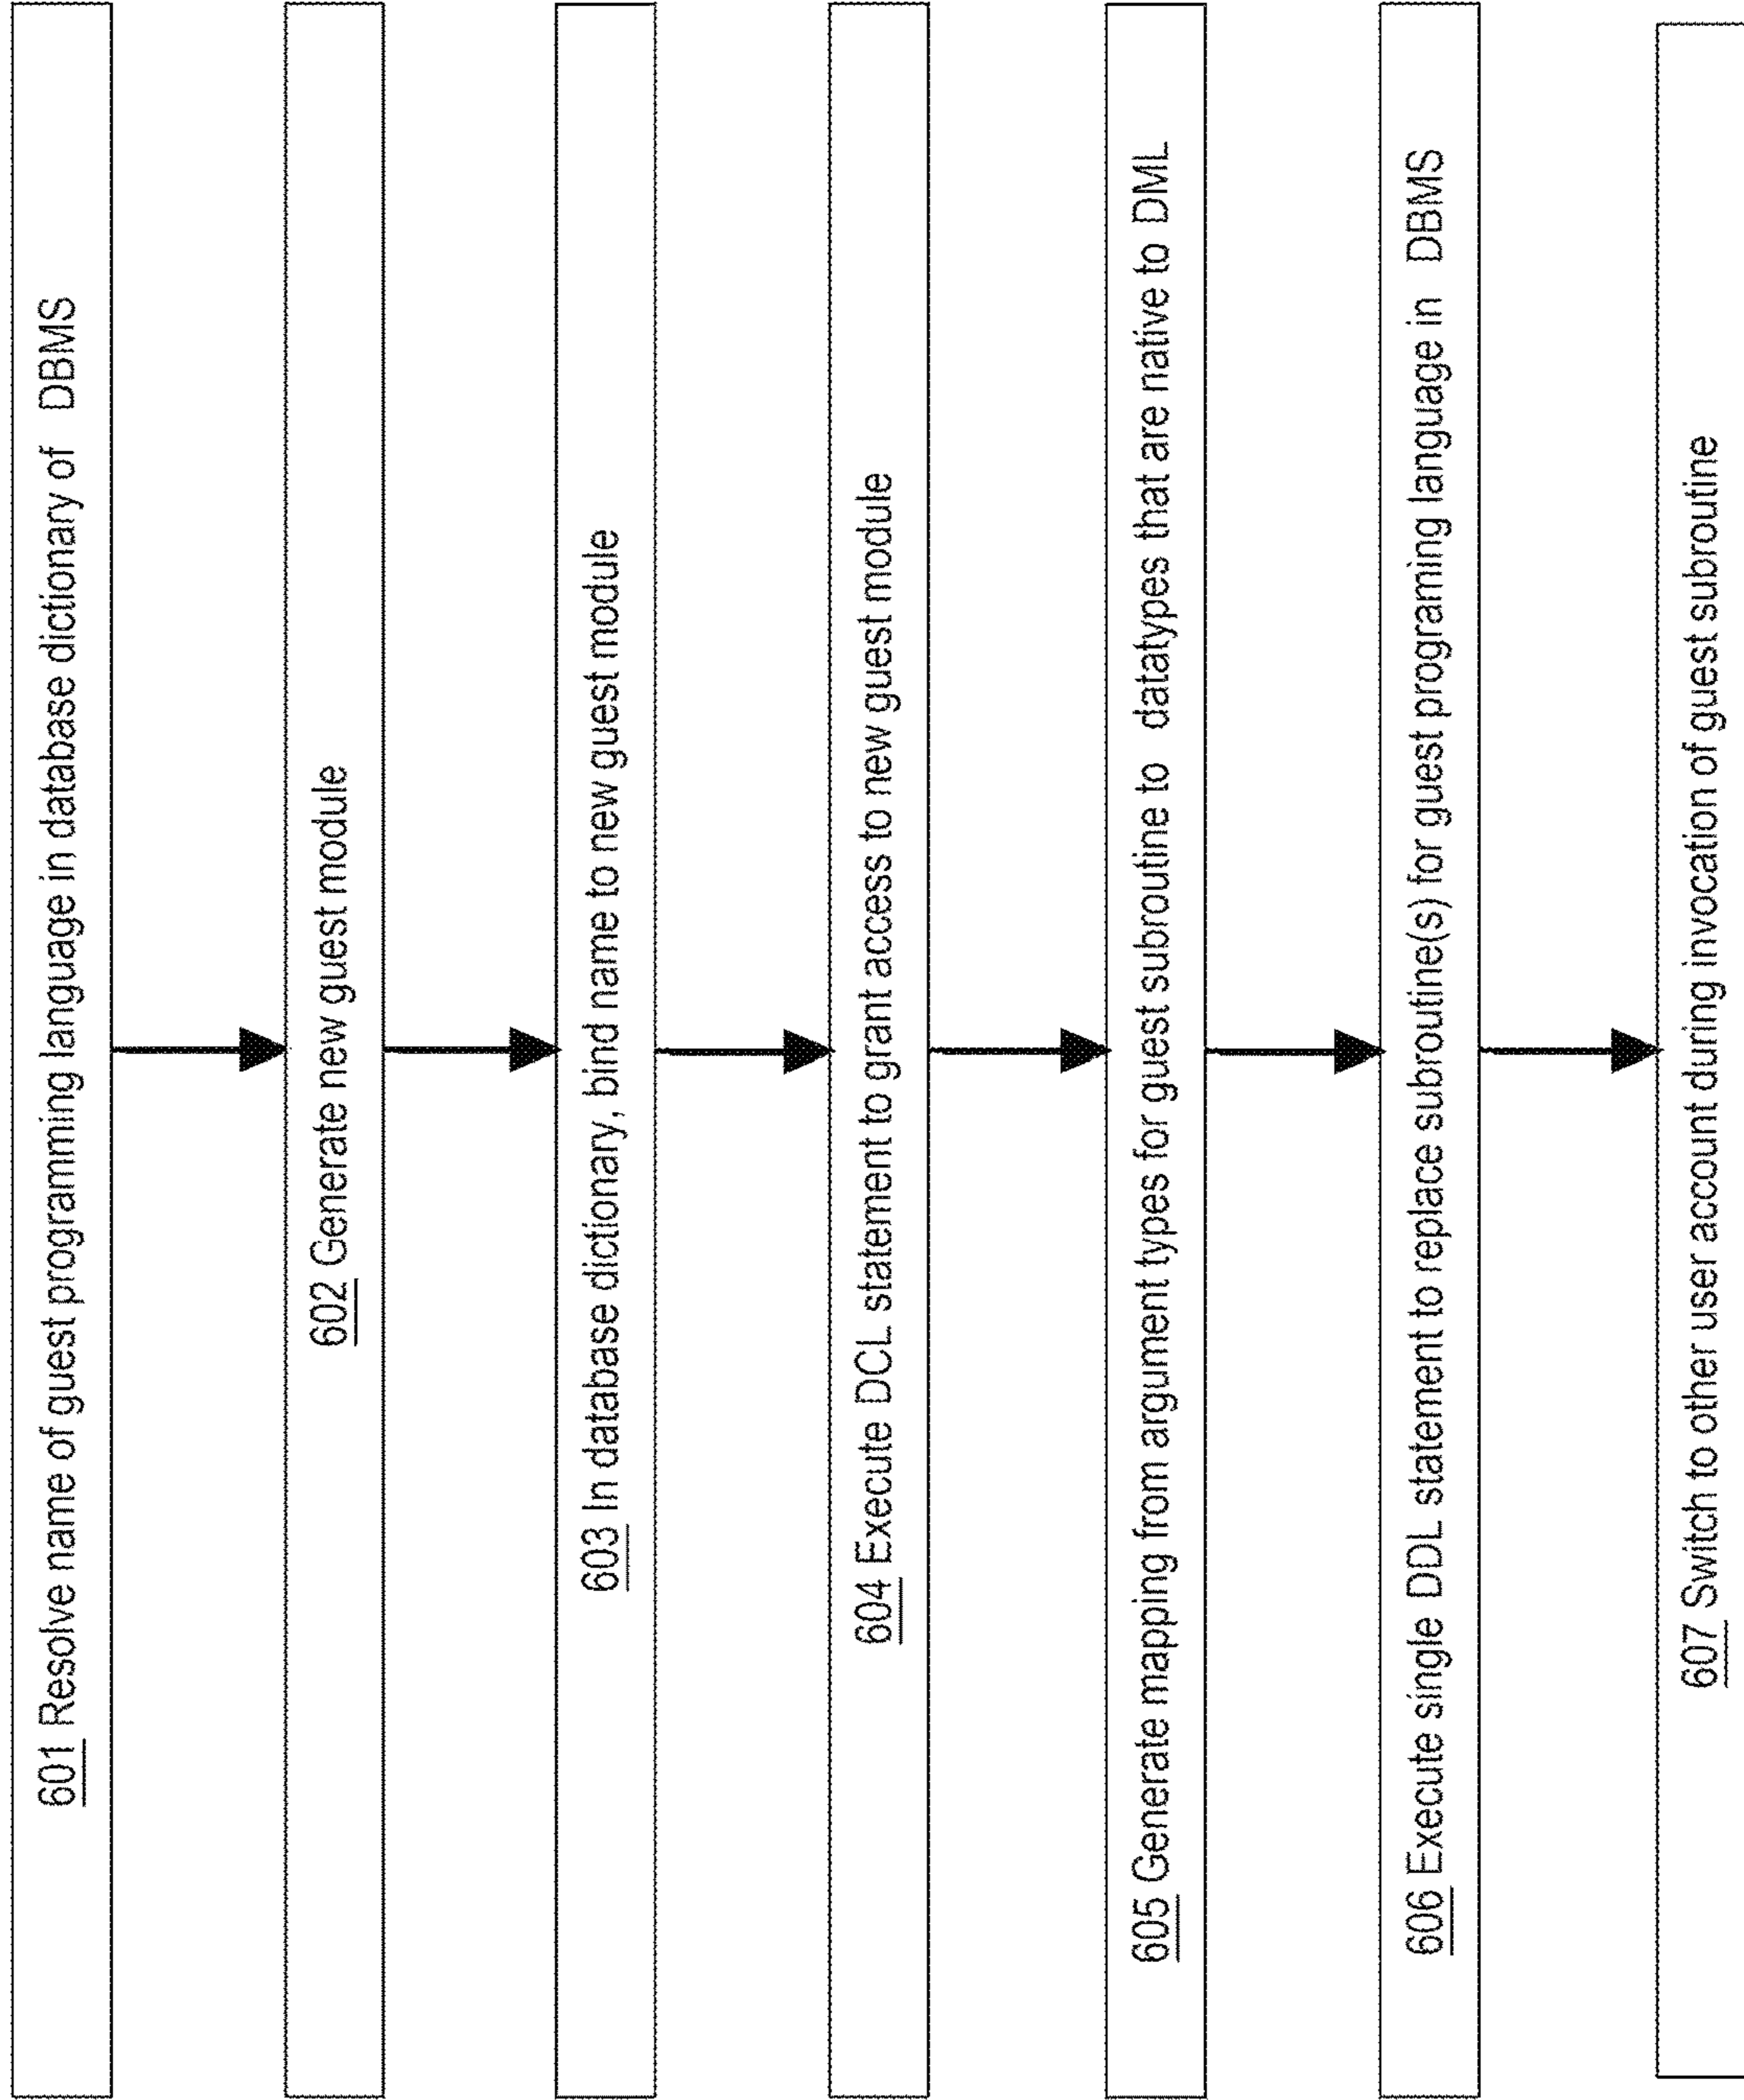 601 Resolve name of guest programming language in database dictionary of DBMS
602 Generate new guest module
603 In database dictionary, bind name to new guest module
604 Execute DCL statement to grant access to new guest module
605 Generate mapping from argument types for guest subroutine to datatypes that are native to DML
606 Execute single DDL statement to replace subroutine(s) for guest programing language in DBMS
607 Switch to other user account during invocation of guest subroutine